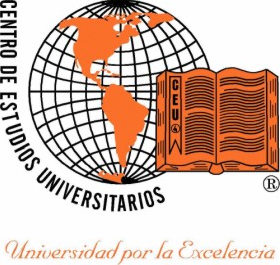 CENTRO DE ESTUDIOS UNIVERSITARIOS
CEU
®
Universidad por la Excelencia